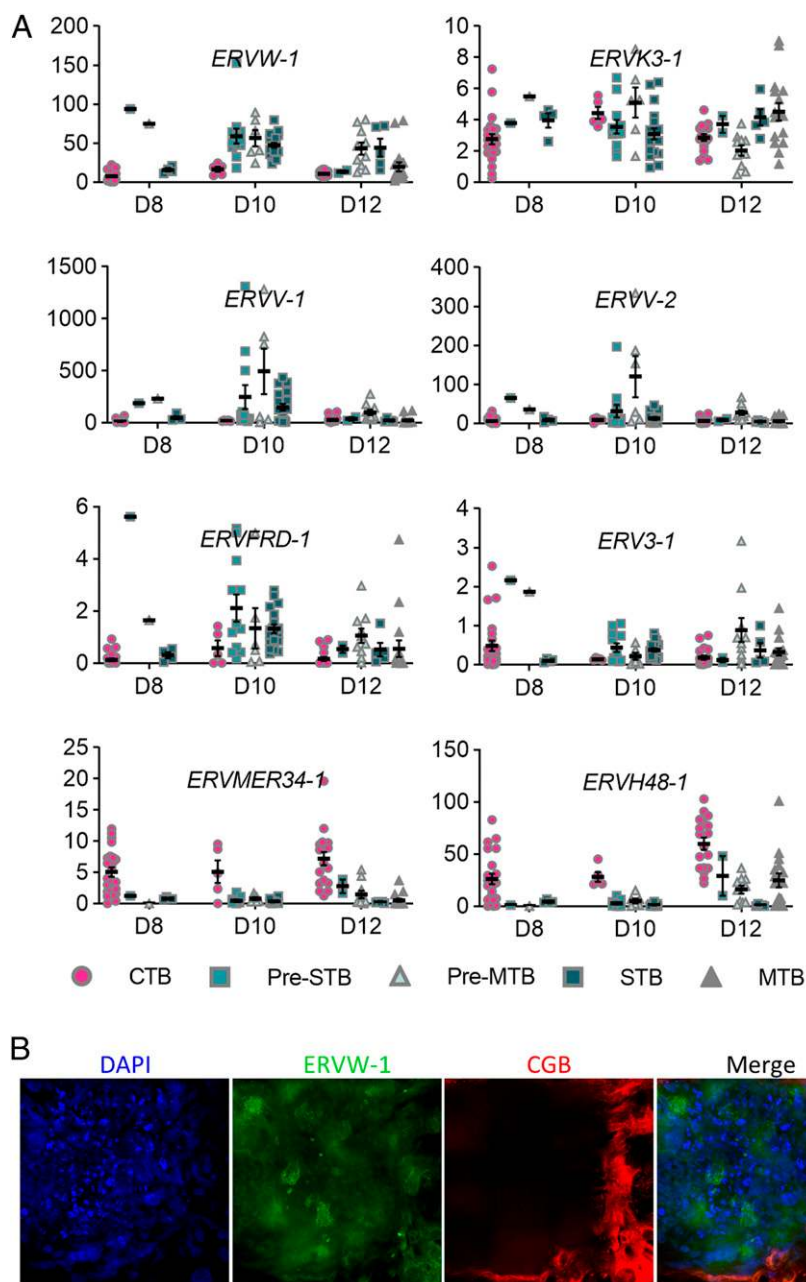 A
ERVW-1
200
150
100
50
0
D8 D10 D12
ERVK3-1
10
8
6
4
2
0
D8 D10 D12
ERVV-1
1500
1000
500
0
D8 D10 D12
ERVV-2
400
300
200
100
0
D8 D10 D12
ERVFRD-1
6
4
2
0
D8 D10 D12
ERV3-1
4
3
2
1
0
D8 D10 D12
ERVMER34-1
25
20
15
10
5
0
D8 D10 D12
ERVH48-1
150
100
50
0
D8 D10 D12
CTB Pre-STB Pre-MTB STB MTB
B
DAPI ERVW-1 CGB Merge